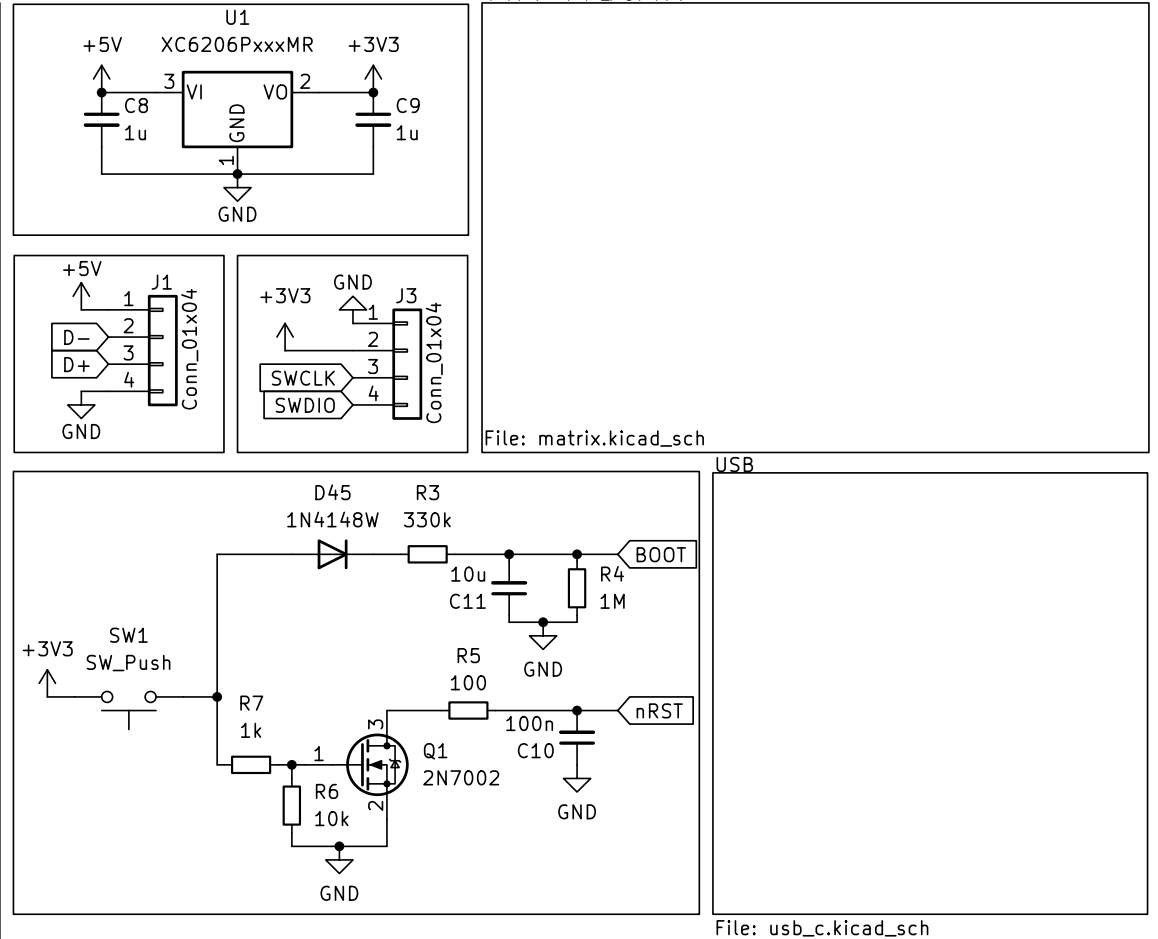 U1
XC6206PxxxMR
+5V
+3V3
3
VI
VO
2
GND
1
C8
1u
C9
1u
GND
+5V
J1
1
D-
2
D+
3
4
Conn_01x04
GND
GND
+3V3
J3
1
2
SWCLK
3
SWDIO
4
Conn_01x04
File: matrix.kicad_sch
USB
D45
1N4148W
R3
330k
BOOT
10u
C11
R4
1M
GND
+3V3
SW1
SW_Push
R7
1k
R5
100
nRST
100n
C10
GND
1
3
2
Q1
2N7002
R6
10k
GND
File: usb_c.kicad_sch